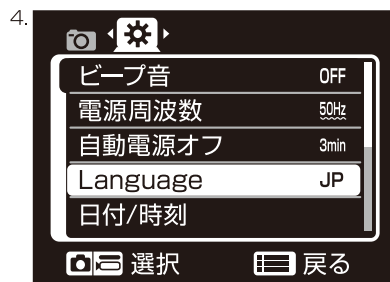 4.
ビープ音 OFF
電源周波数 50Hz
自動電源オフ 3min
Language JP
日付/時刻
選択 戻る